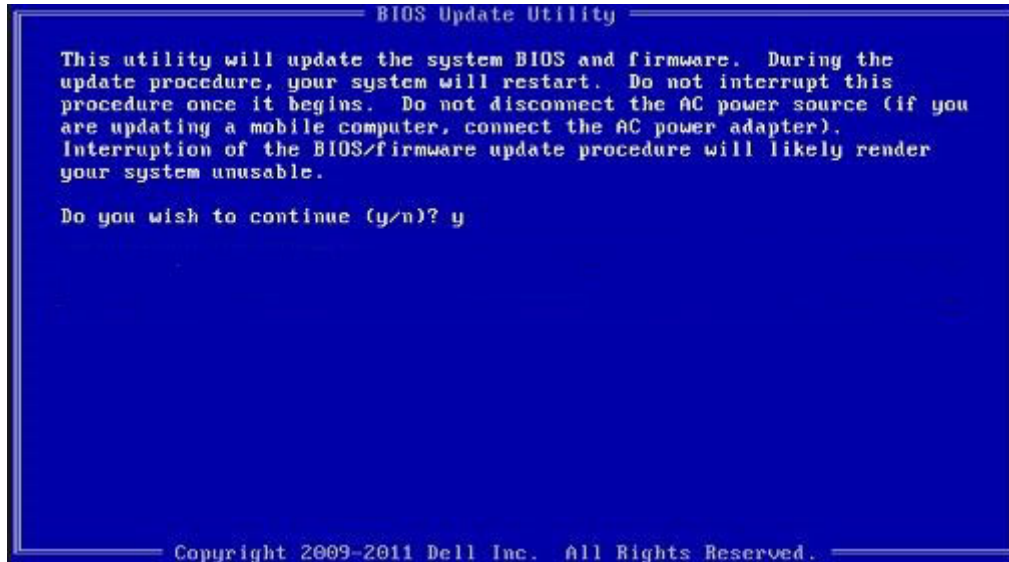 BIOS Update Utility
This utility will update the system BIOS and firmware. During the
update procedure, your system will restart. Do not interrupt this
procedure once it begins. Do not disconnect the AC power source (if you
are updating a mobile computer, connect the AC power adapter).
Interruption of the BIOS/firmware update procedure will likely render
your system unusable.
Do you wish to continue (y/n)? y
Copyright 2009-2011 Dell Inc. All Rights Reserved.